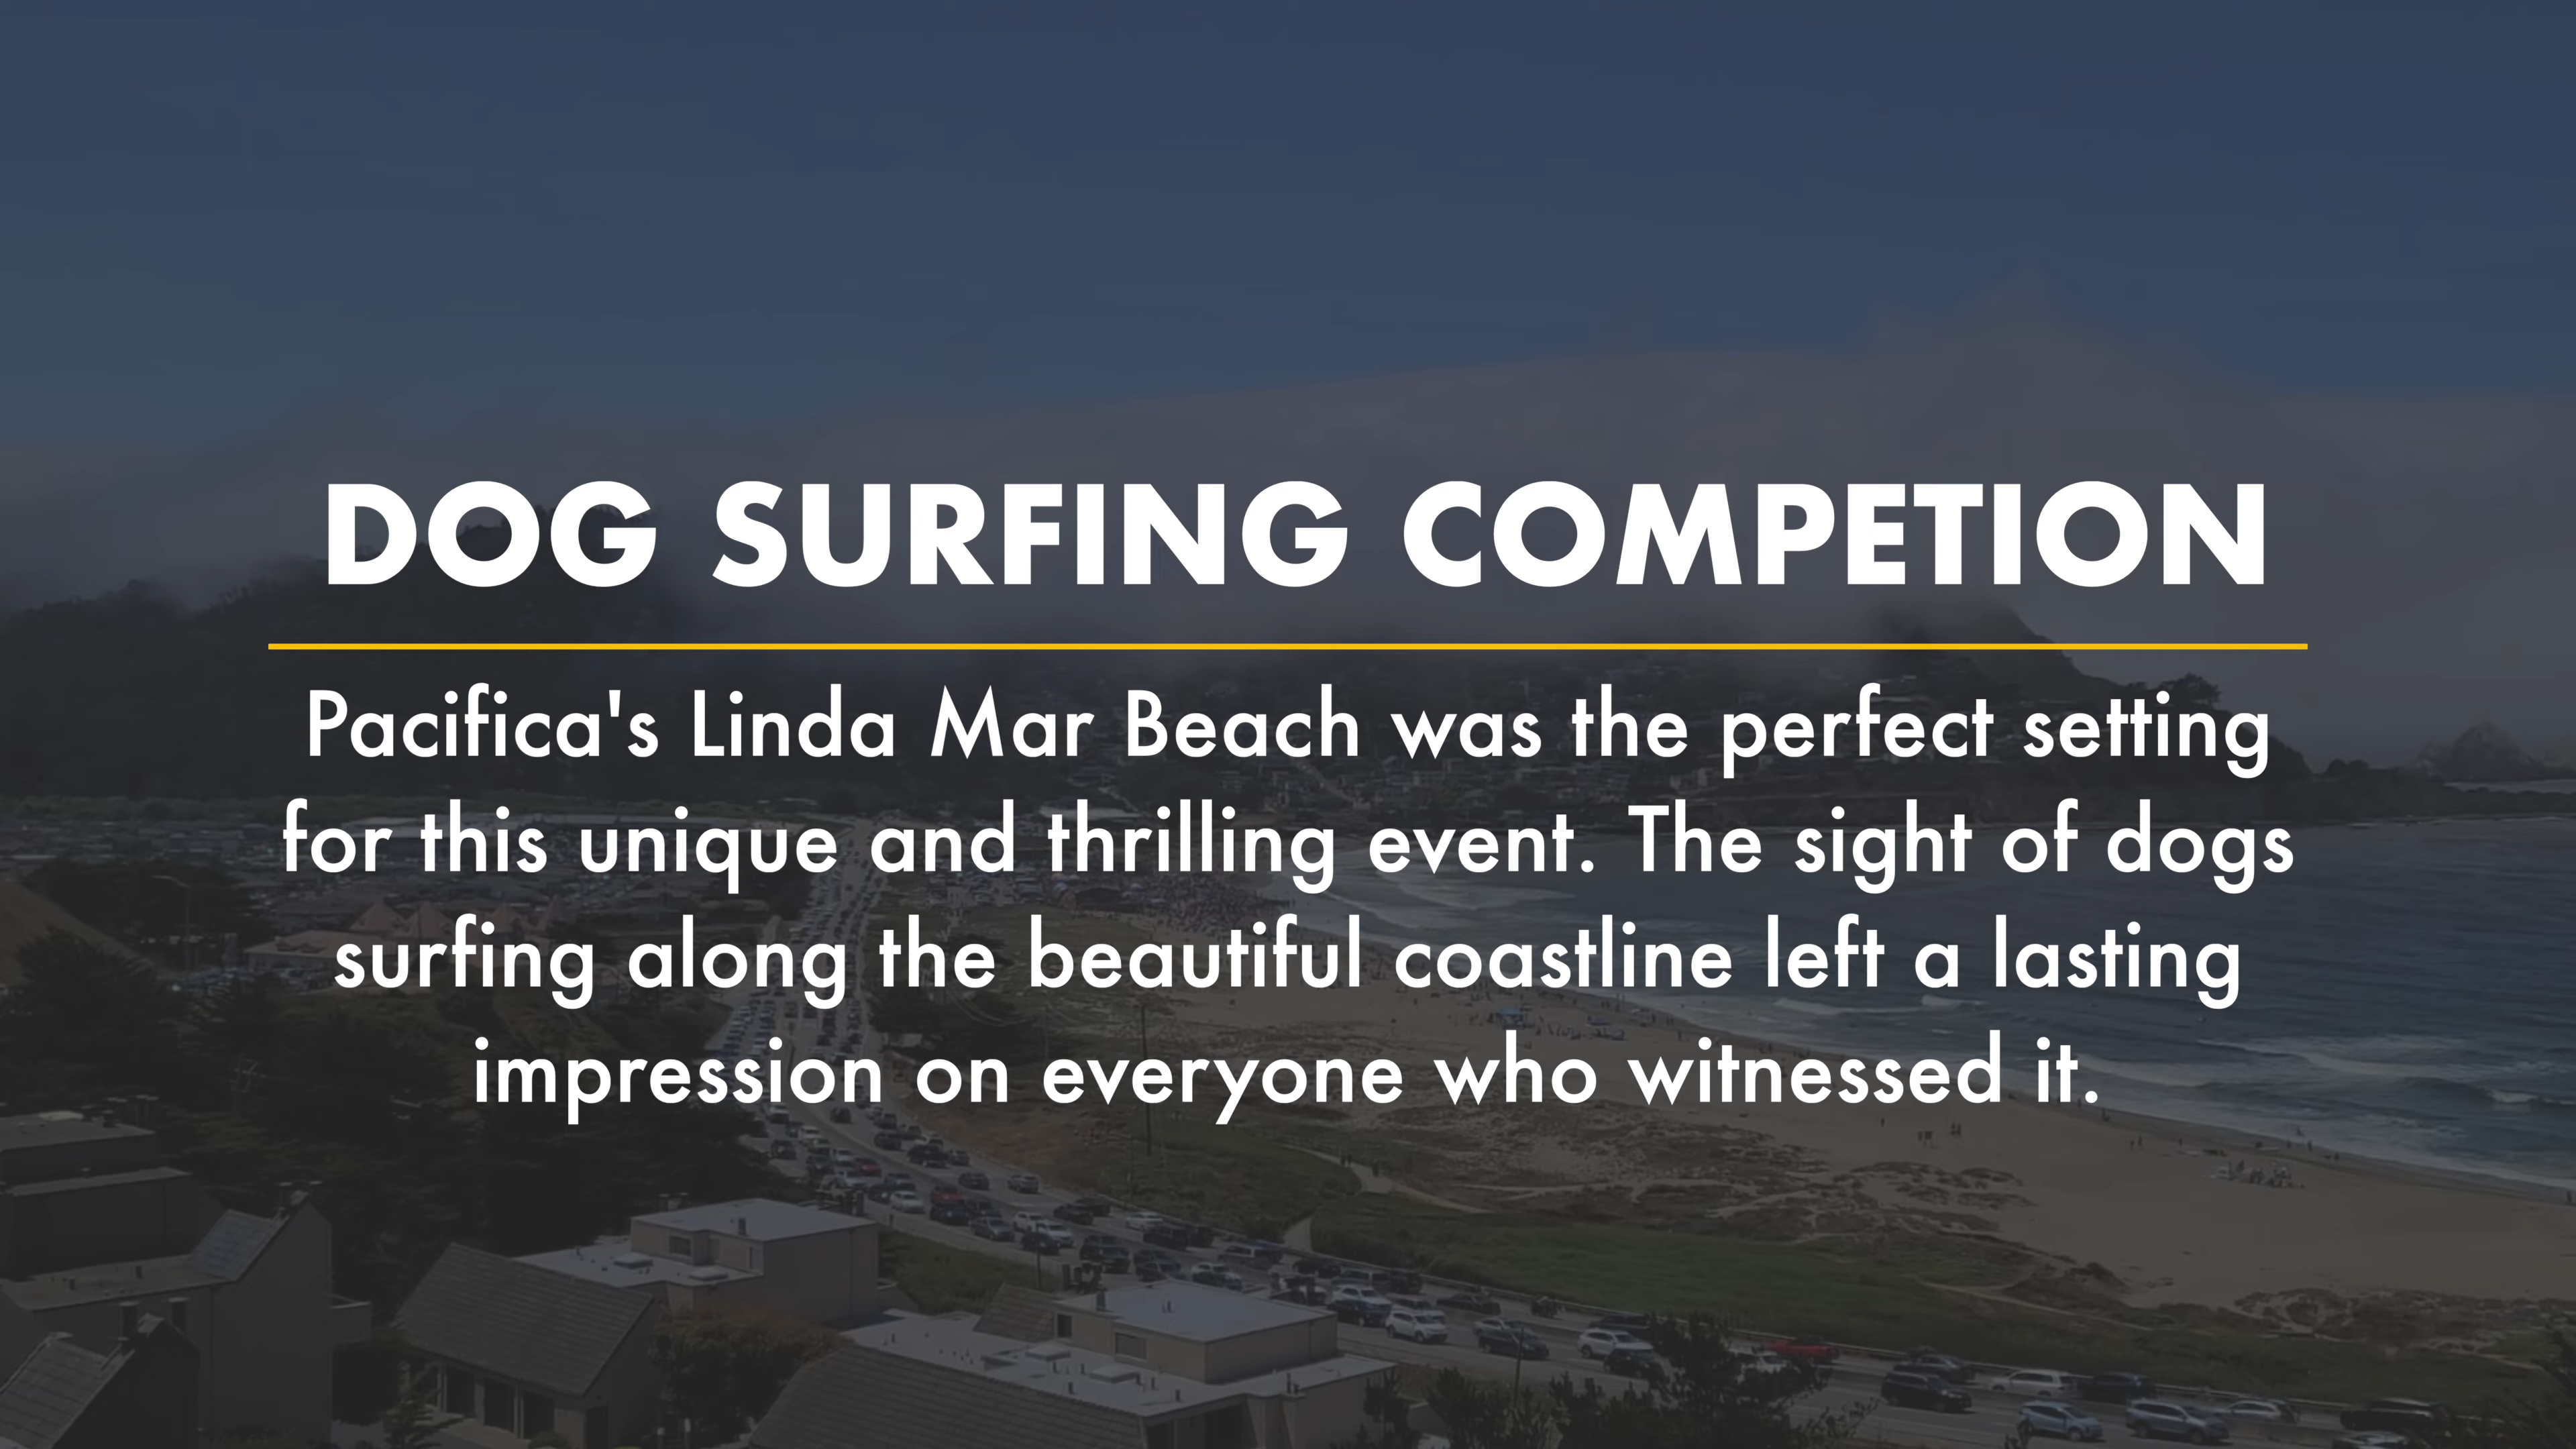 DOG SURFING COMPETION
Pacifica's Linda Mar Beach was the perfect setting
for this unique and thrilling event. The sight of dogs
surfing along the beautiful coastline left a lasting
impression on everyone who witnessed it.